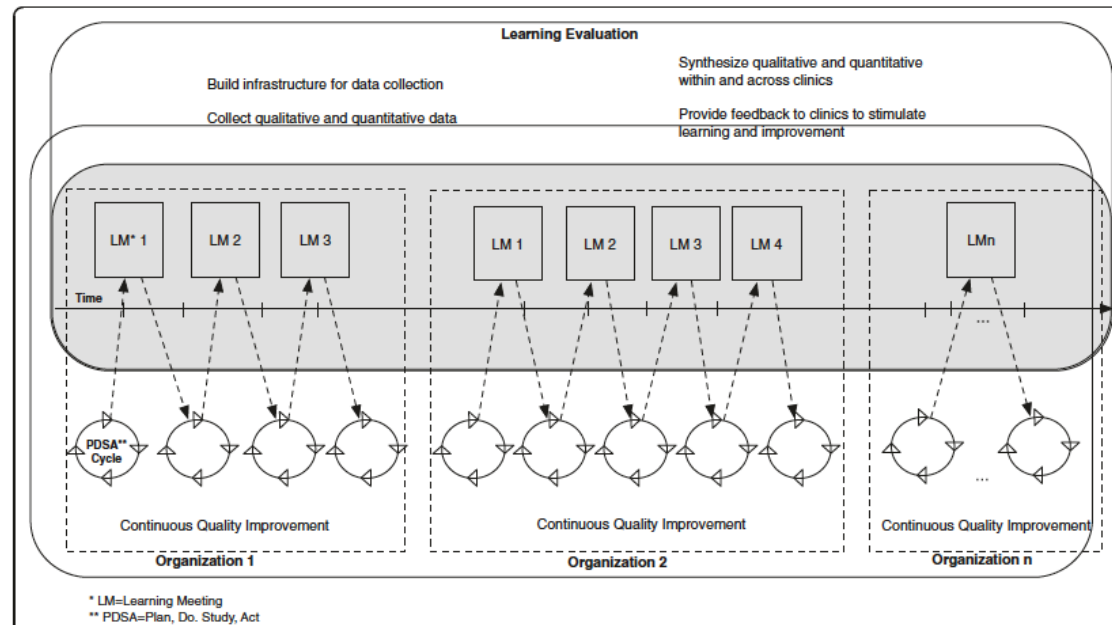 Learning Evaluation
Build infrastructure for data collection
Collect qualitative and quantitative data
Synthesize qualitative and quantitative
within and across clinics
Provide feedback to clinics to stimulate
learning and improvement
LM* 1
LM 2
LM 3
LM 1
LM 2
LM 3
LM 4
LMn
Time
...
PDSA**
Cycle
...
Continuous Quality Improvement
Continuous Quality Improvement
Continuous Quality Improvement
Organization 1
Organization 2
Organization n
* LM=Learning Meeting
** PDSA=Plan, Do. Study, Act